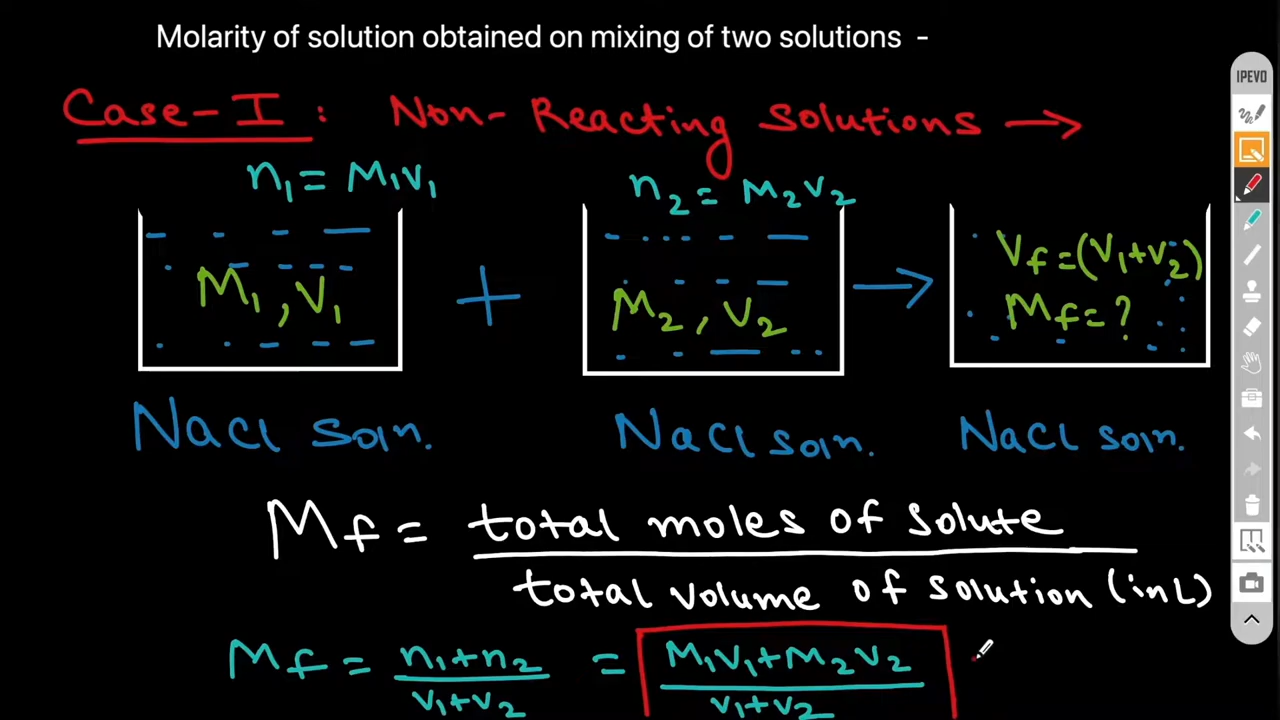 Molarity of solution obtained on mixing of two solutions -
IPEVO
Case-I : Non-Reacting solutions →
n₁ = M₁V₁
n₂ = M₂V₂
M₁, V₁
+
M₂, V₂
→
Vf = (V₁+V₂)
Mf = ?
NaCl soln.
NaCl soln.
NaCl soln.
Mf = total moles of solute
total volume of solution (in L)
Mf = n₁+n₂ = M₁V₁+M₂V₂
V₁+V₂ V₁+V₂